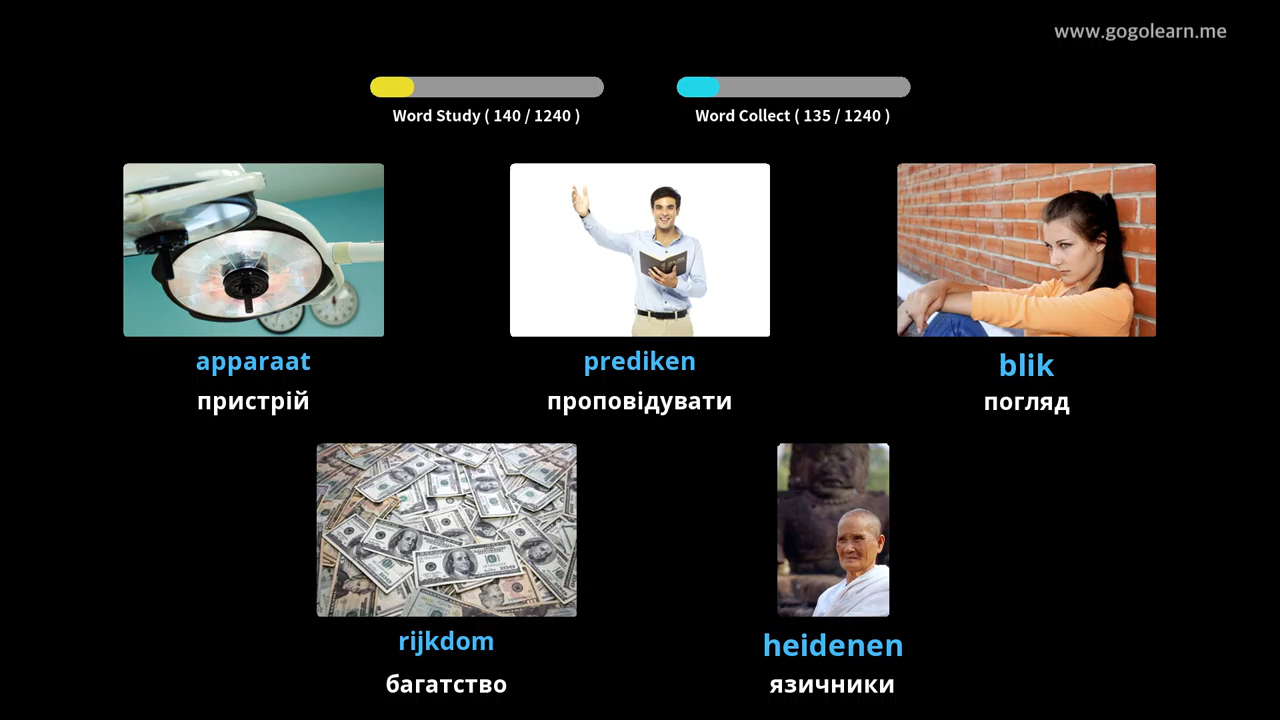 www.gogolearn.me
Word Study ( 140 / 1240 )
Word Collect ( 135 / 1240 )
apparaat
пристрій
prediken
проповідувати
blik
погляд
rijkdom
багатство
heidenen
язичники